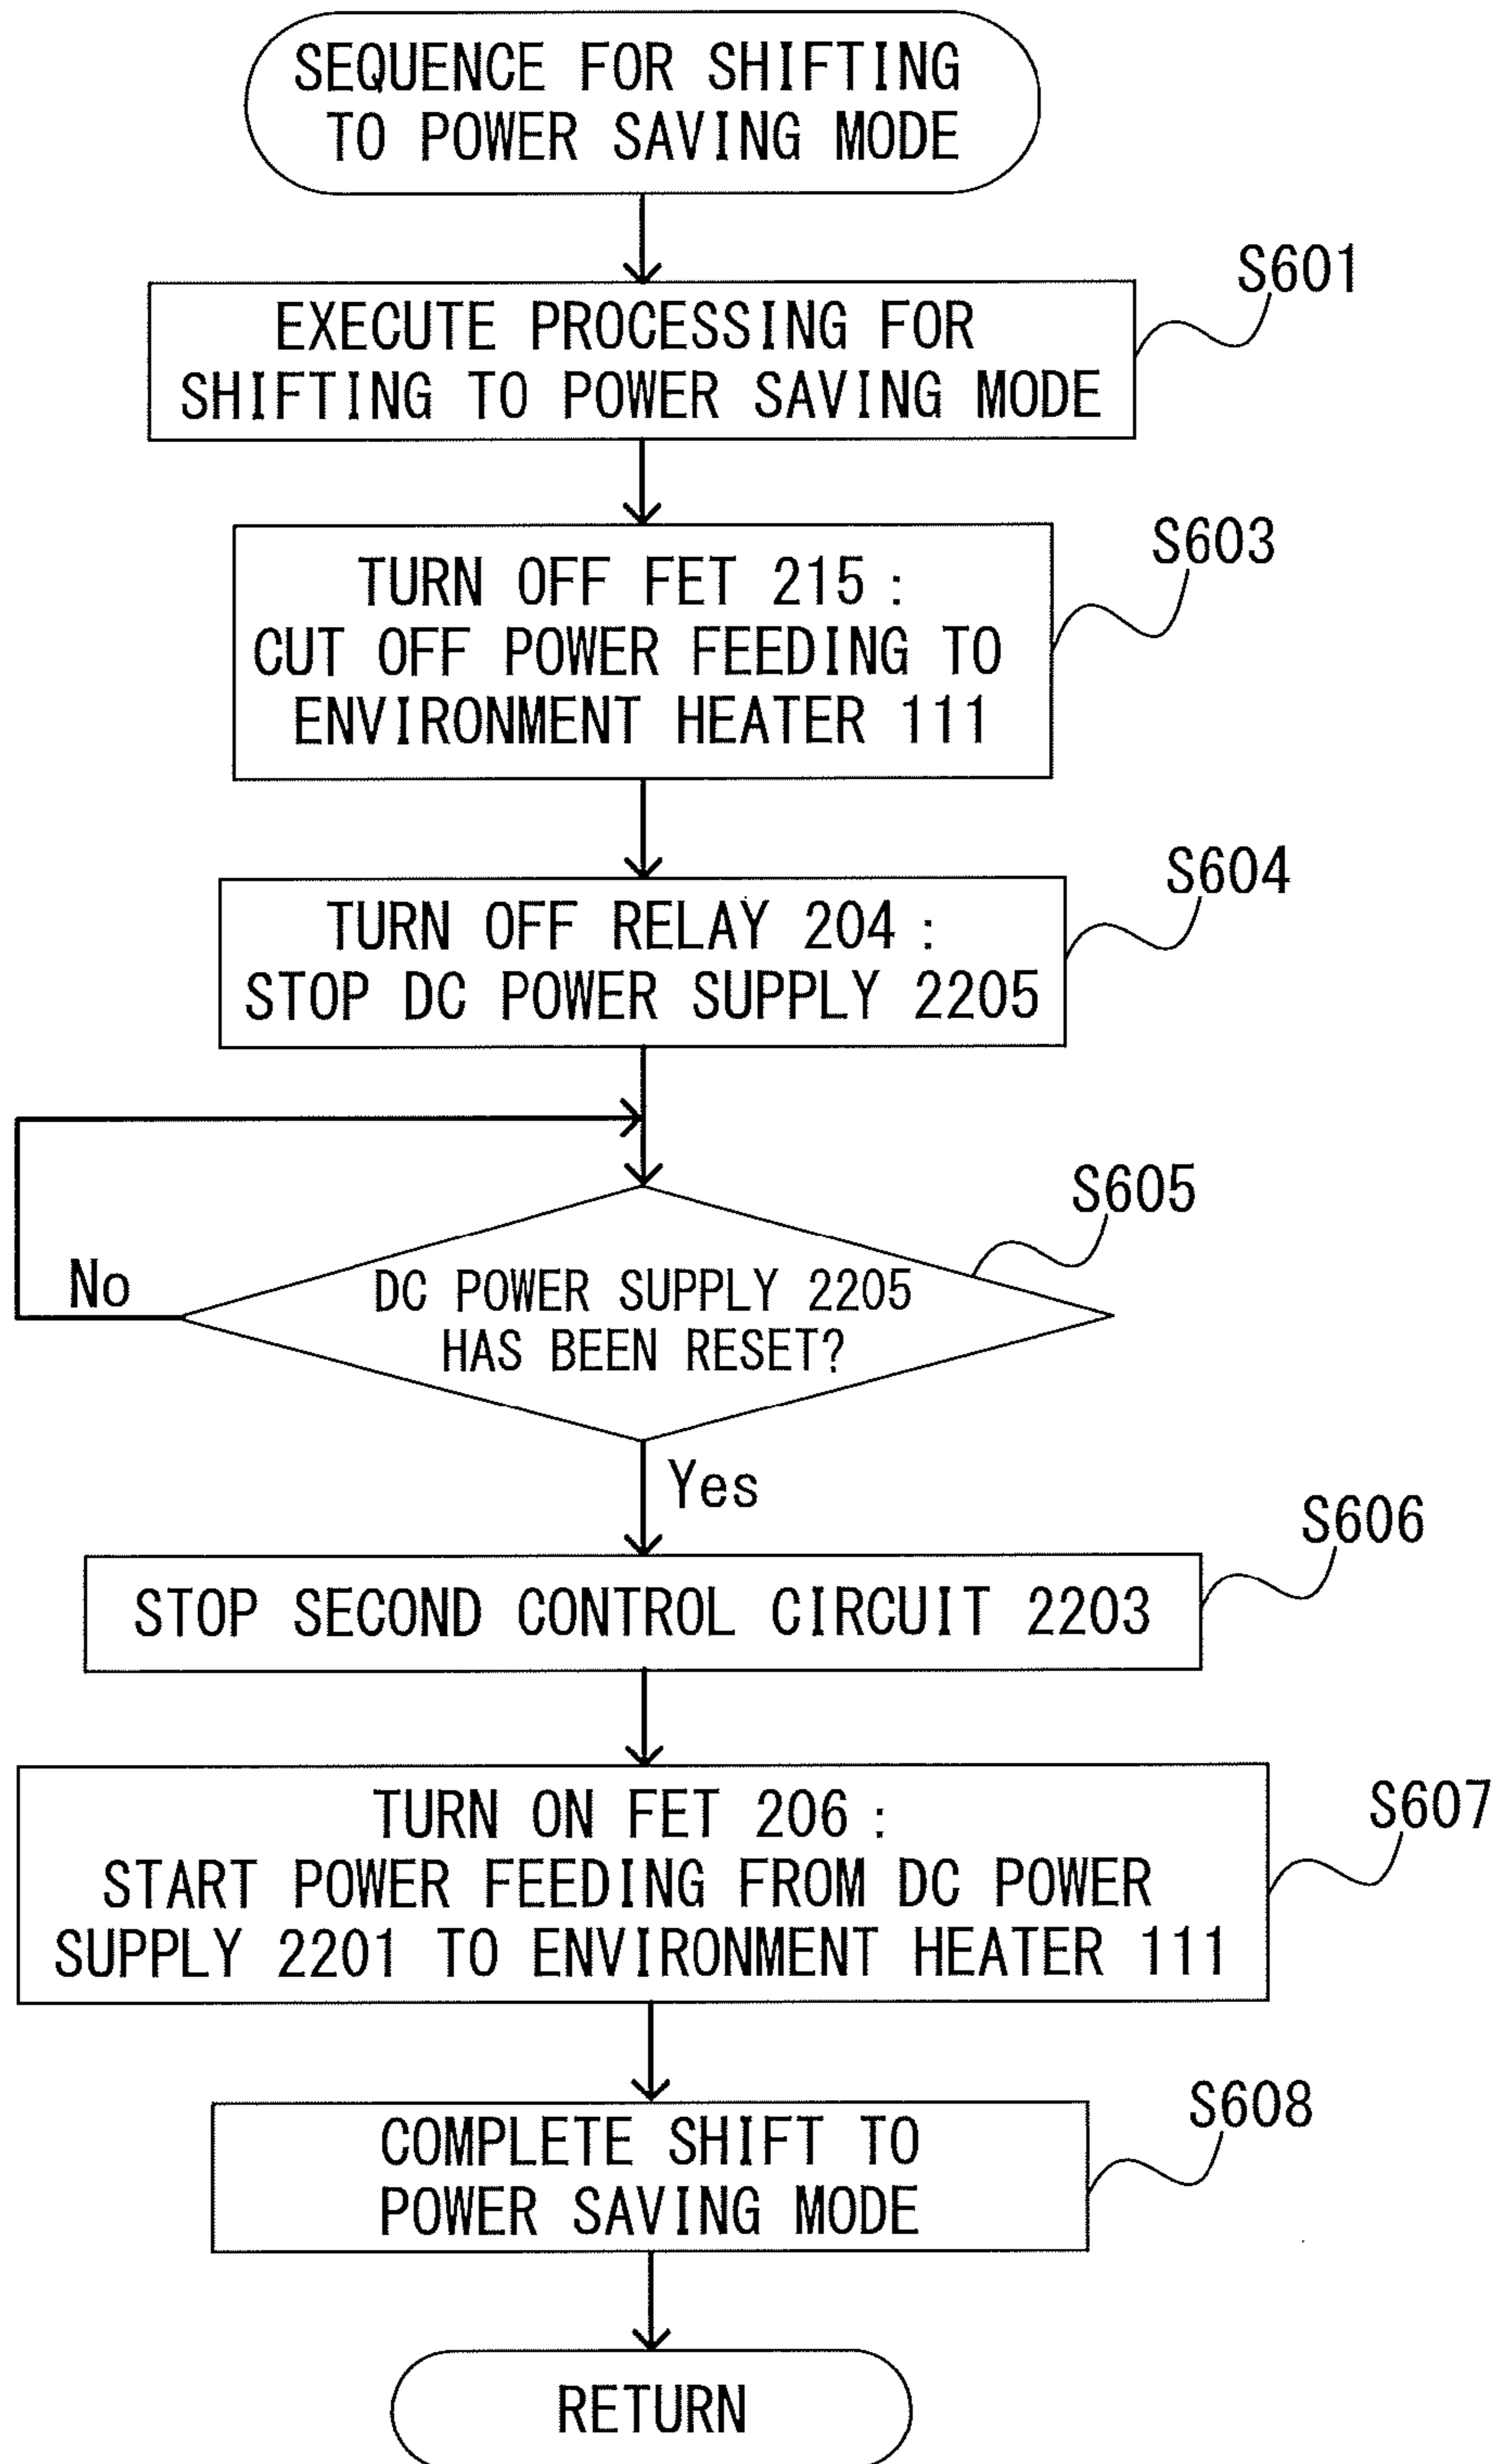 SEQUENCE FOR SHIFTING
TO POWER SAVING MODE
S601
EXECUTE PROCESSING FOR
SHIFTING TO POWER SAVING MODE
S603
TURN OFF FET 215 :
CUT OFF POWER FEEDING TO
ENVIRONMENT HEATER 111
S604
TURN OFF RELAY 204 :
STOP DC POWER SUPPLY 2205
S605
No
DC POWER SUPPLY 2205
HAS BEEN RESET?
Yes
S606
STOP SECOND CONTROL CIRCUIT 2203
S607
TURN ON FET 206 :
START POWER FEEDING FROM DC POWER
SUPPLY 2201 TO ENVIRONMENT HEATER 111
S608
COMPLETE SHIFT TO
POWER SAVING MODE
RETURN